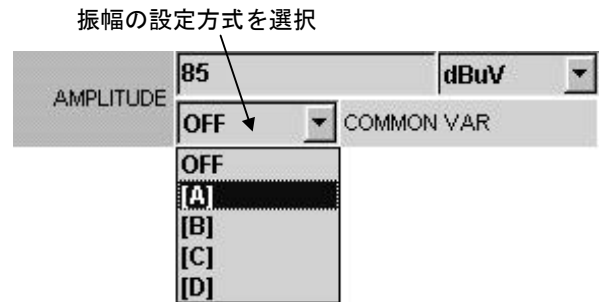 振幅の設定方式を選択
85 dBuV
AMPLITUDE
OFF COMMON VAR
OFF
[A]
[B]
[C]
[D]